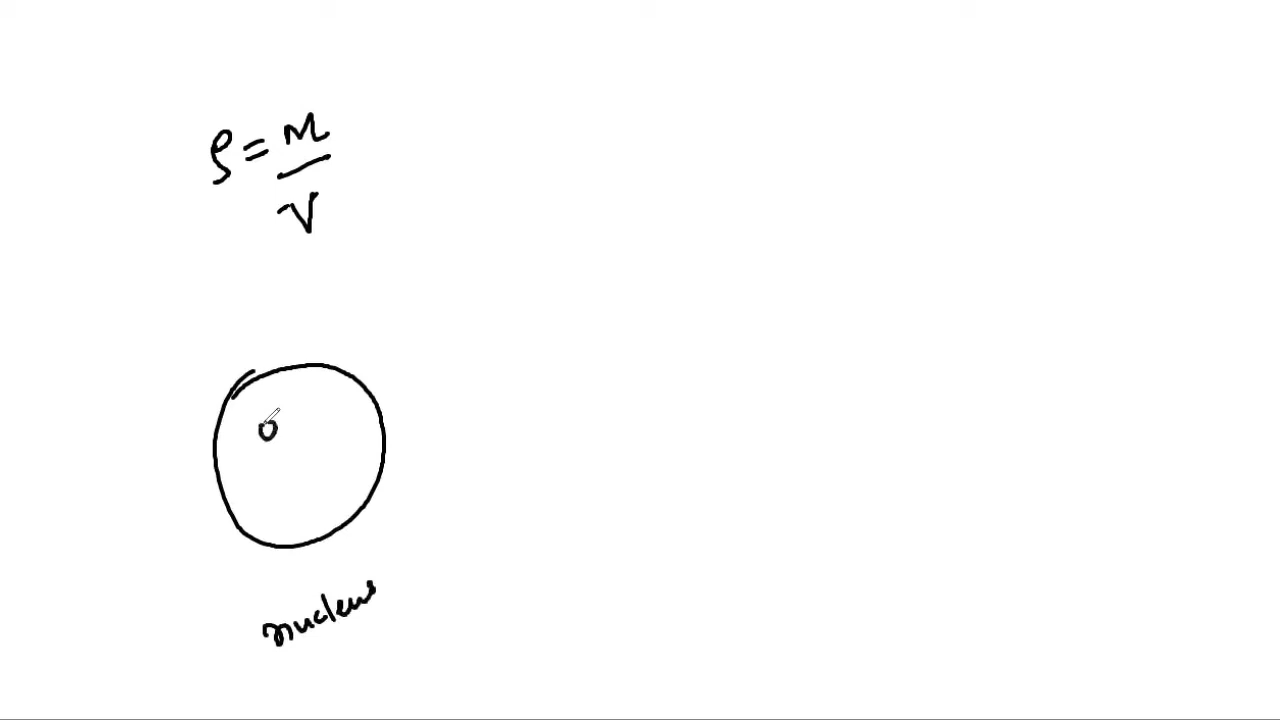 ρ = M
V
nucleus